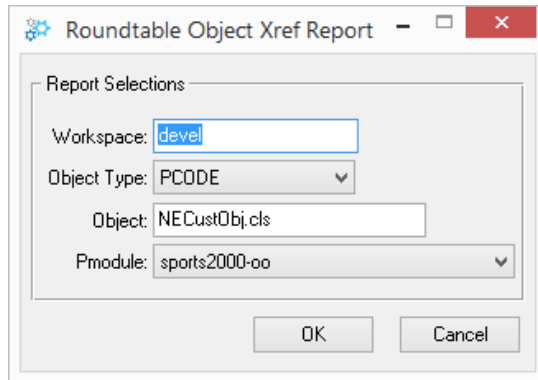 Roundtable Object Xref Report
Report Selections
Workspace: devel
Object Type: PCODE
Object: NECustObj.cls
Pmodule: sports2000-oo
OK Cancel